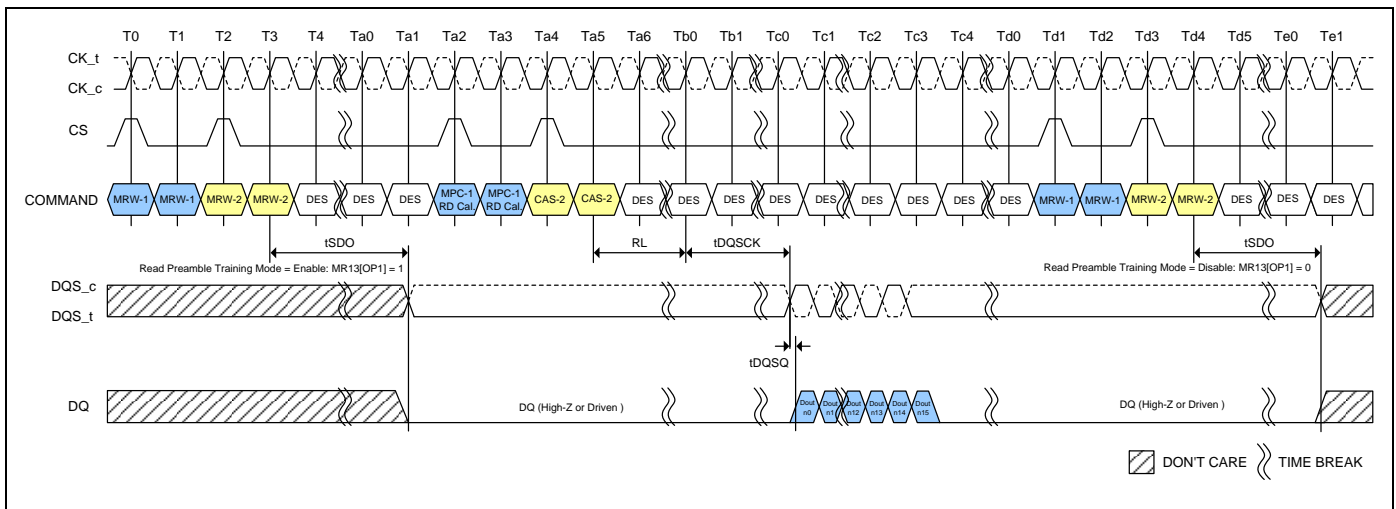 T0 T1 T2 T3 T4 Ta0 Ta1 Ta2 Ta3 Ta4 Ta5 Ta6 Tb0 Tb1 Tc0 Tc1 Tc2 Tc3 Tc4 Td0 Td1 Td2 Td3 Td4 Td5 Te0 Te1
CK_t
CK_c
CS
COMMAND MRW-1 MRW-1 MRW-2 MRW-2 DES DES DES MPC-1 RD Cal. MPC-1 RD Cal. CAS-2 CAS-2 DES DES DES DES DES DES DES DES DES MRW-1 MRW-1 MRW-2 MRW-2 DES DES DES
tSDO RL tDQSCK tSDO
Read Preamble Training Mode = Enable: MR13[OP1] = 1 Read Preamble Training Mode = Disable: MR13[OP1] = 0
DQS_c
DQS_t
tDQSQ
DQ DQ (High-Z or Driven ) Dout n0 Dout n1 Dout n12 Dout n13 Dout n14 Dout n15 DQ (High-Z or Driven )
DON'T CARE TIME BREAK